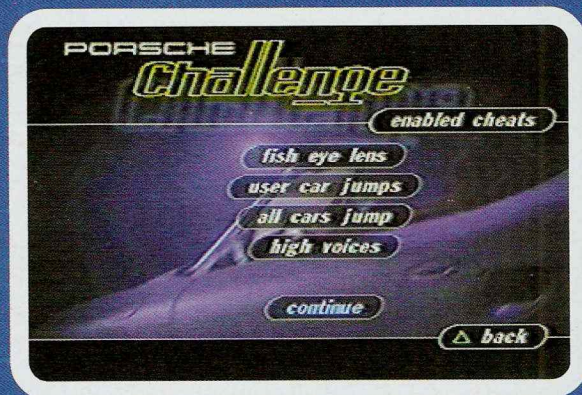 PORSCHE
Challenge
enabled cheats
fish eye lens
user car jumps
all cars jump
high voices
continue
△ back